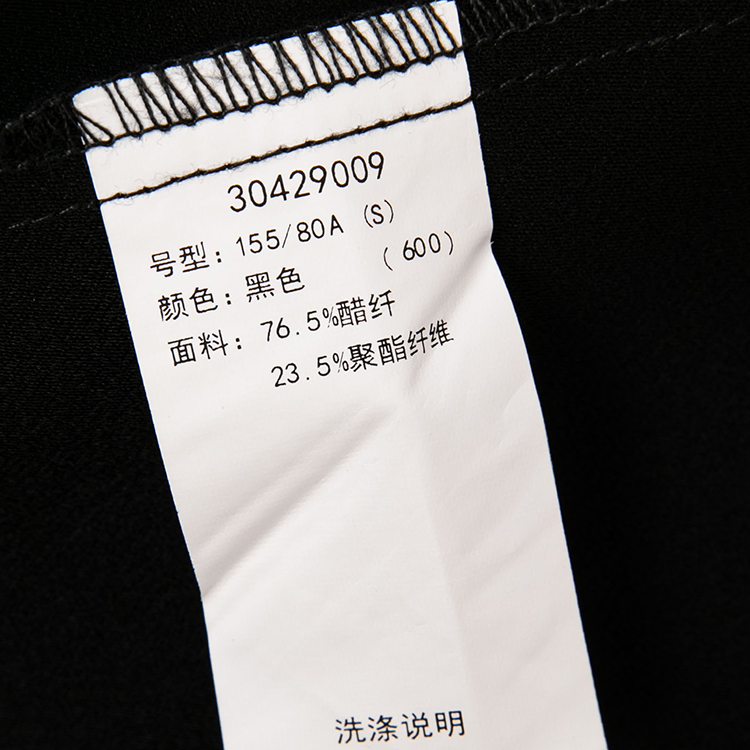 30429009
号型：155/80A (S)
颜色：黑色 (600)
面料：76.5%醋纤
23.5%聚酯纤维
洗涤说明